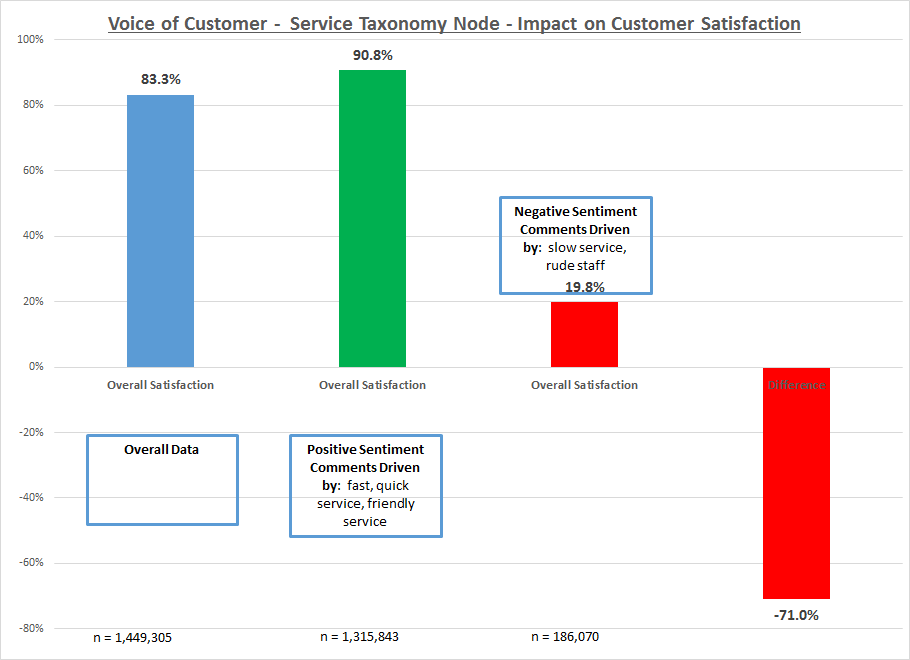 Voice of Customer - Service Taxonomy Node - Impact on Customer Satisfaction
100%
80%
60%
40%
20%
0%
-20%
-40%
-60%
-80%
83.3%
90.8%
Negative Sentiment
Comments Driven
by: slow service,
rude staff
19.8%
Overall Satisfaction
Overall Satisfaction
Overall Satisfaction
Difference
Overall Data
Positive Sentiment
Comments Driven
by: fast, quick
service, friendly
service
-71.0%
n = 1,449,305
n = 1,315,843
n = 186,070